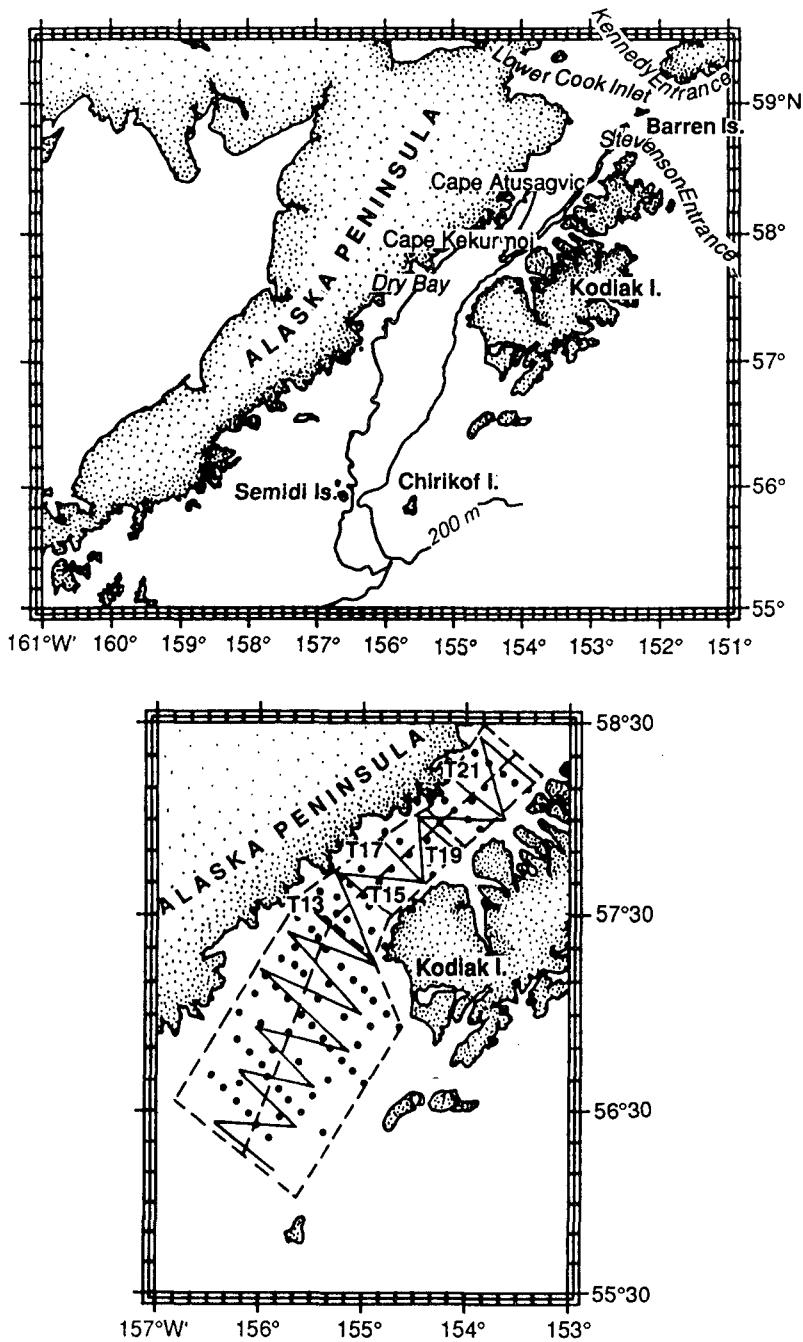 Kennedy Entrance
Lower Cook Inlet
59°N
Barren Is.
Stevenson Entrance
ALASKA PENINSULA
Cape Atusagvic
58°
Cape Kekurnoi
Dry Bay
Kodiak I.
57°
Semidi Is.
Chirikof I.
56°
200 m
55°
161°W' 160° 159° 158° 157° 156° 155° 154° 153° 152° 151°
58°30
ALASKA PENINSULA
T21
T17
T19
T15
T13
57°30
Kodiak I.
56°30
55°30
157°W' 156° 155° 154° 153°